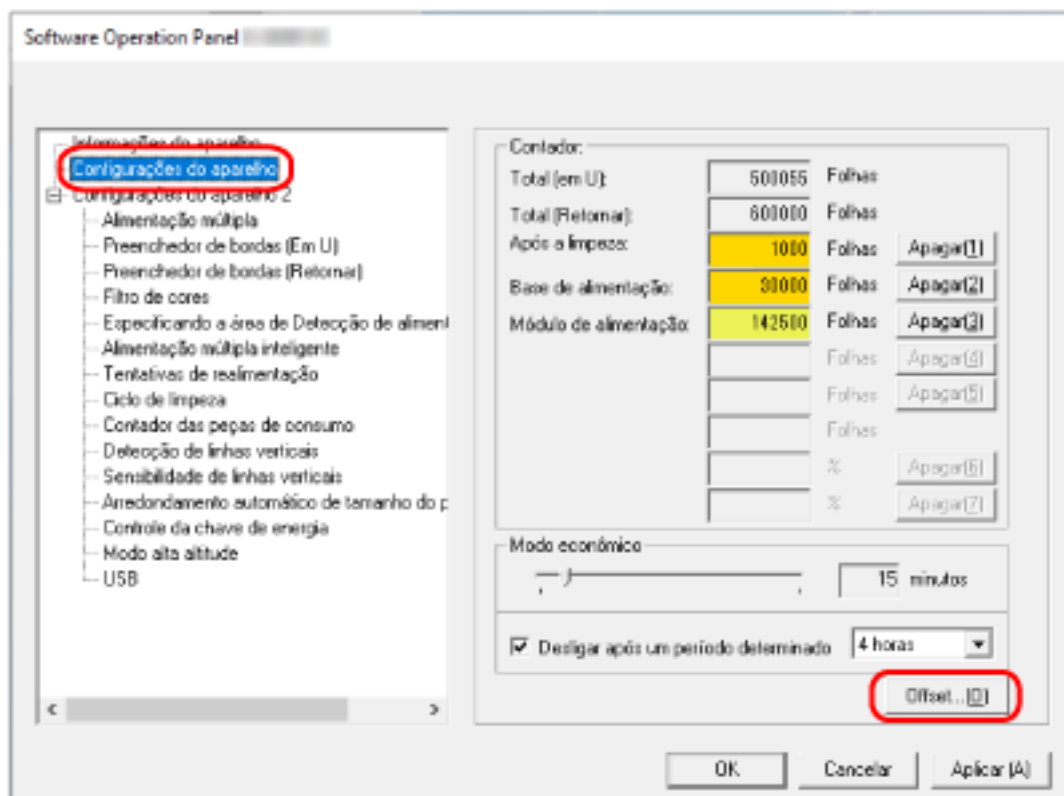 Software Operation Panel
Informações do aparelho
Configurações do aparelho
Configurações do aparelho 2
Alimentação múltipla
Preenchedor de bordas (Em U)
Preenchedor de bordas (Retornar)
Filtro de cores
Especificando a área de Detecção de aliment
Alimentação múltipla inteligente
Tentativas de realimentação
Ciclo de limpeza
Contador das peças de consumo
Detecção de linhas verticais
Sensibilidade de linhas verticais
Arredondamento automático de tamanho do p
Controle da chave de energia
Modo alta altitude
USB
Contador:
Total (em U): 500055 Folhas
Total (Retornar): 600000 Folhas
Após a limpeza: 1000 Folhas Apagar(1)
Base de alimentação: 30000 Folhas Apagar(2)
Módulo de alimentação: 142500 Folhas Apagar(3)
Folhas Apagar(4)
Folhas Apagar(5)
Folhas
% Apagar(6)
% Apagar(7)
Modo econômico
15 minutos
Desligar após um período determinado 4 horas
Offset...(O)
OK Cancelar Aplicar (A)